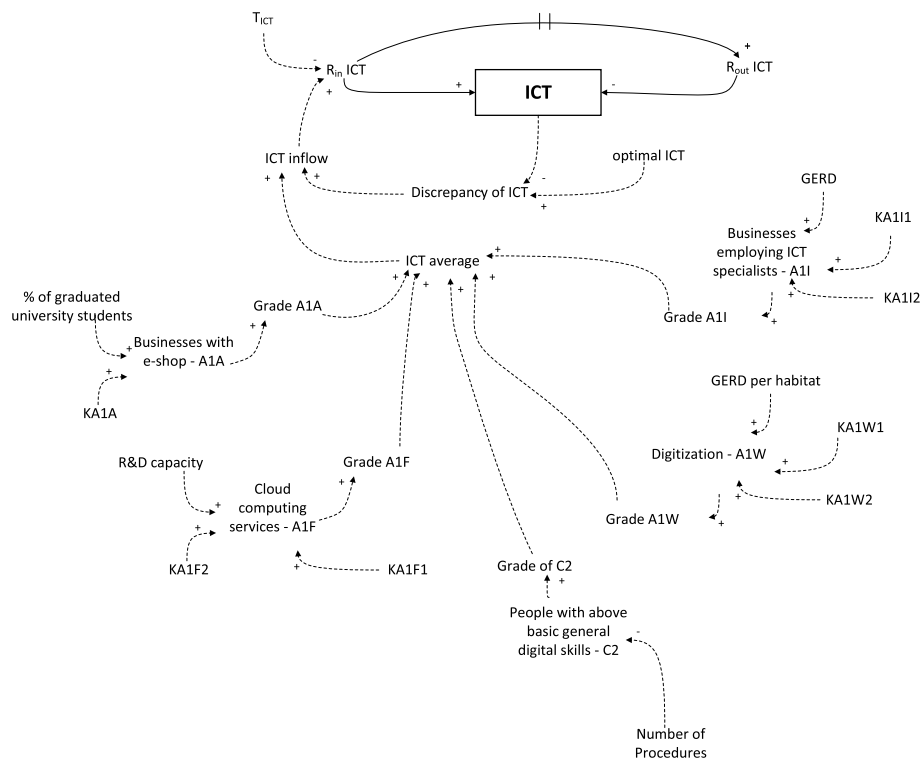 T_ICT
+
-
R_in ICT
R_out ICT
+
-
ICT
+
ICT inflow
optimal ICT
+
+
-
Discrepancy of ICT
+
GERD
KA1I1
+
Businesses
employing ICT
specialists - A1I
+
ICT average
+
+
+
+
+
% of graduated
university students
Grade A1A
+
KA1I2
Grade A1I
+
+
Businesses with
e-shop - A1A
+
+
GERD per habitat
KA1A
+
KA1W1
R&D capacity
Grade A1F
Digitization - A1W
+
+
Cloud
computing
services - A1F
+
+
KA1W2
Grade A1W
+
+
KA1F2
+
KA1F1
Grade of C2
+
People with above
basic general
digital skills - C2
-
Number of
Procedures